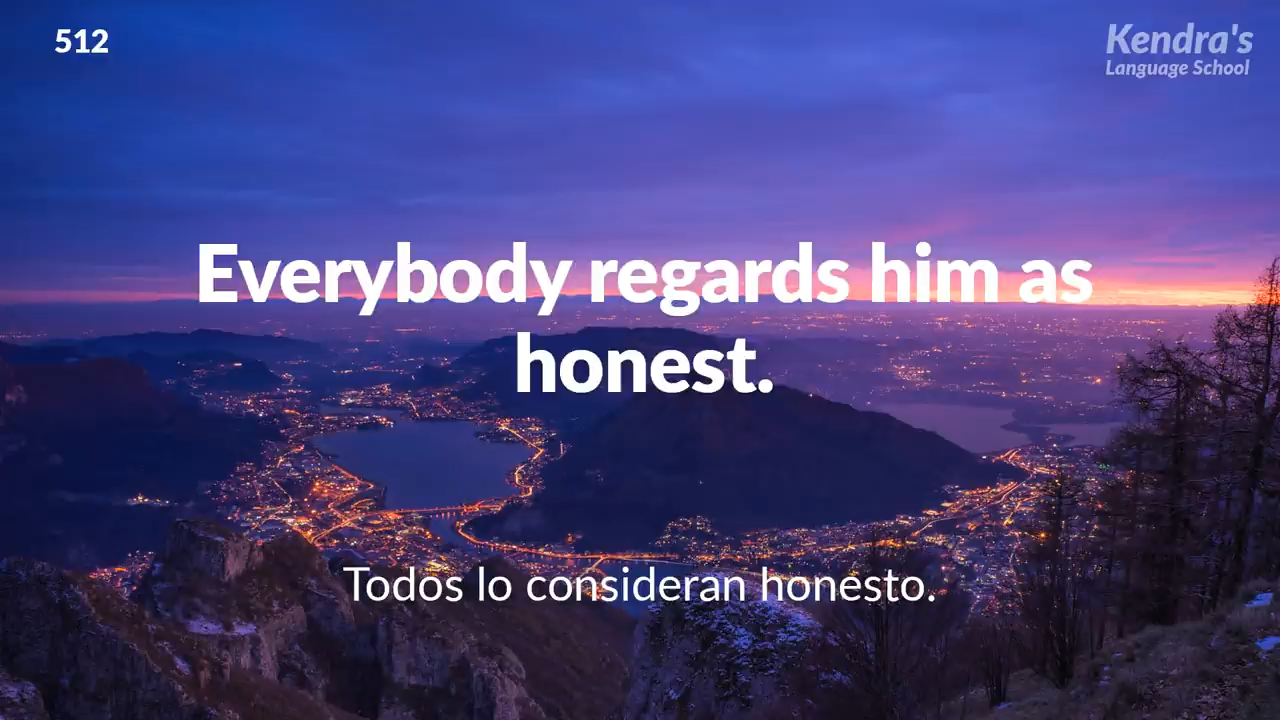 512
Kendra's
Language School
Everybody regards him as
honest.
Todos lo consideran honesto.